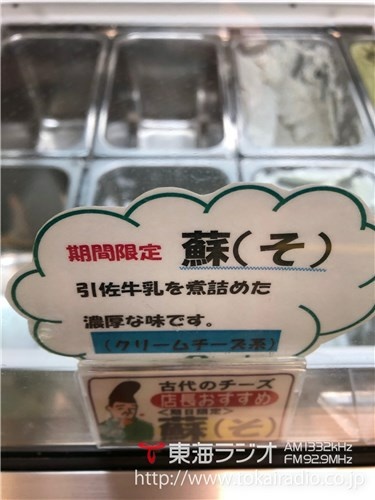 期間限定 蘇(そ)
引佐牛乳を煮詰めた
濃厚な味です。
(クリームチーズ系)
古代のチーズ
店長おすすめ
蘇(そ)
東海ラジオ AM1332kHz
FM92.9MHz
http://www.tokairadio.co.jp